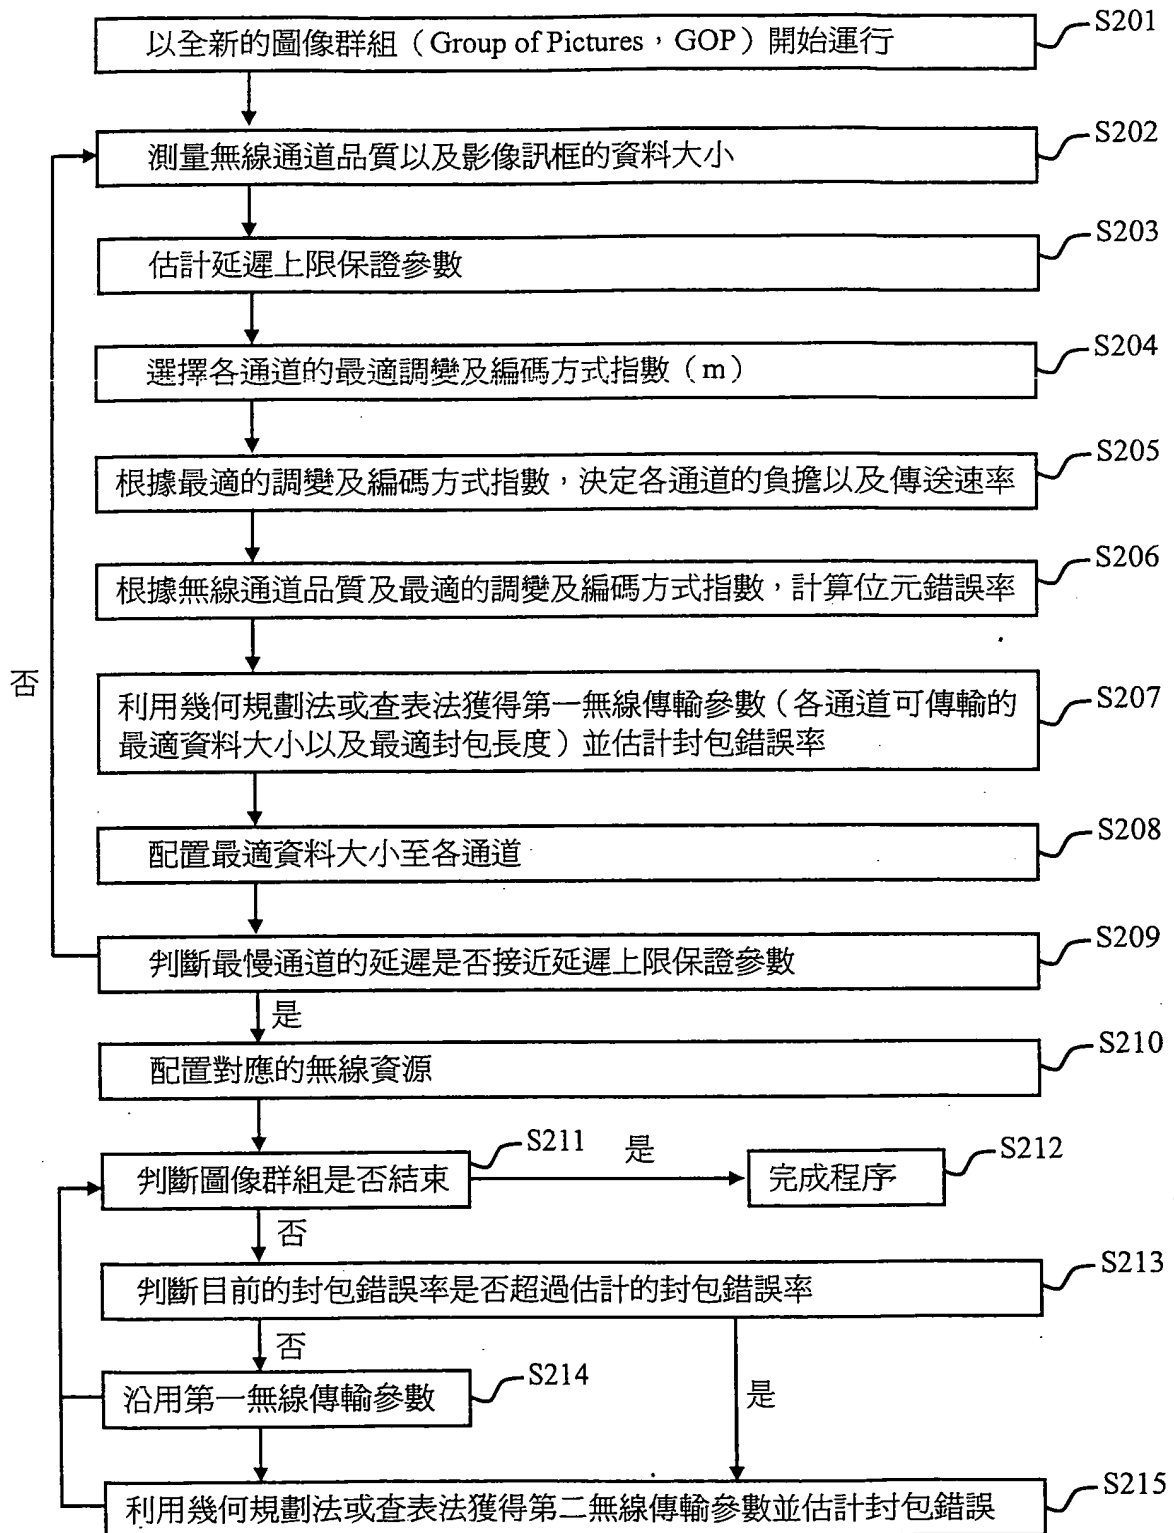 以全新的圖像群組（Group of Pictures，GOP）開始運行
S201
測量無線通道品質以及影像訊框的資料大小
S202
估計延遲上限保證參數
S203
選擇各通道的最適調變及編碼方式指數（m）
S204
根據最適的調變及編碼方式指數，決定各通道的負擔以及傳送速率
S205
根據無線通道品質及最適的調變及編碼方式指數，計算位元錯誤率
S206
否
利用幾何規劃法或查表法獲得第一無線傳輸參數（各通道可傳輸的
最適資料大小以及最適封包長度）並估計封包錯誤率
S207
配置最適資料大小至各通道
S208
判斷最慢通道的延遲是否接近延遲上限保證參數
S209
是
配置對應的無線資源
S210
判斷圖像群組是否結束
S211
是
完成程序
S212
否
判斷目前的封包錯誤率是否超過估計的封包錯誤率
S213
否
是
沿用第一無線傳輸參數
S214
利用幾何規劃法或查表法獲得第二無線傳輸參數並估計封包錯誤
S215